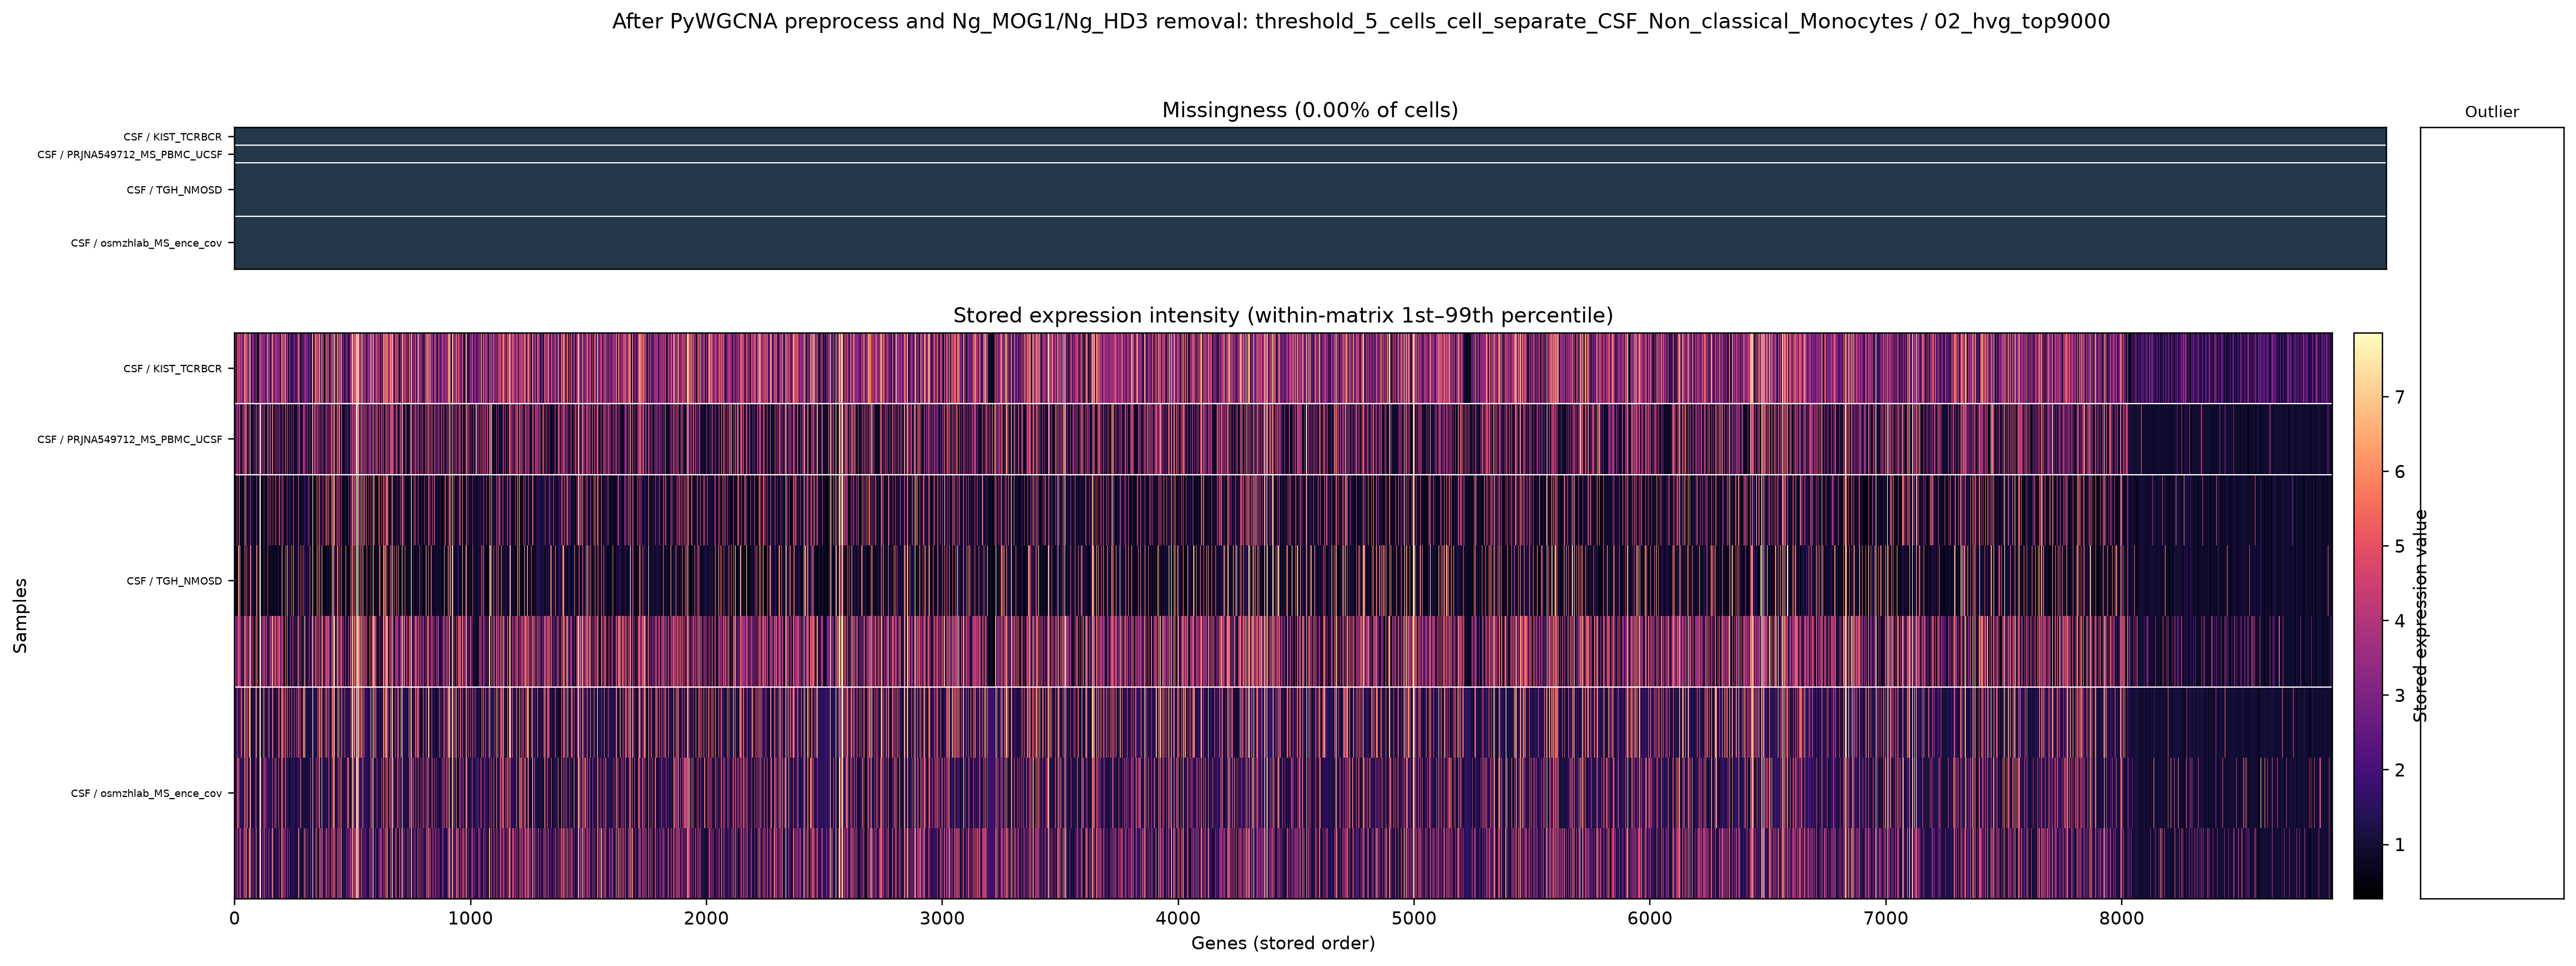 After PyWGCNA preprocess and Ng_MOG1/Ng_HD3 removal: threshold_5_cells_cell_separate_CSF_Non_classical_Monocytes / 02_hvg_top9000
Missingness (0.00% of cells)
Outlier
CSF / KIST_TCRBCR
CSF / PRJNA549712_MS_PBMC_UCSF
CSF / TGH_NMOSD
CSF / osmzhlab_MS_ence_cov
Stored expression intensity (within-matrix 1st–99th percentile)
Samples
CSF / KIST_TCRBCR
CSF / PRJNA549712_MS_PBMC_UCSF
CSF / TGH_NMOSD
CSF / osmzhlab_MS_ence_cov
7
6
5
4
3
2
1
Stored expression value
0 1000 2000 3000 4000 5000 6000 7000 8000
Genes (stored order)